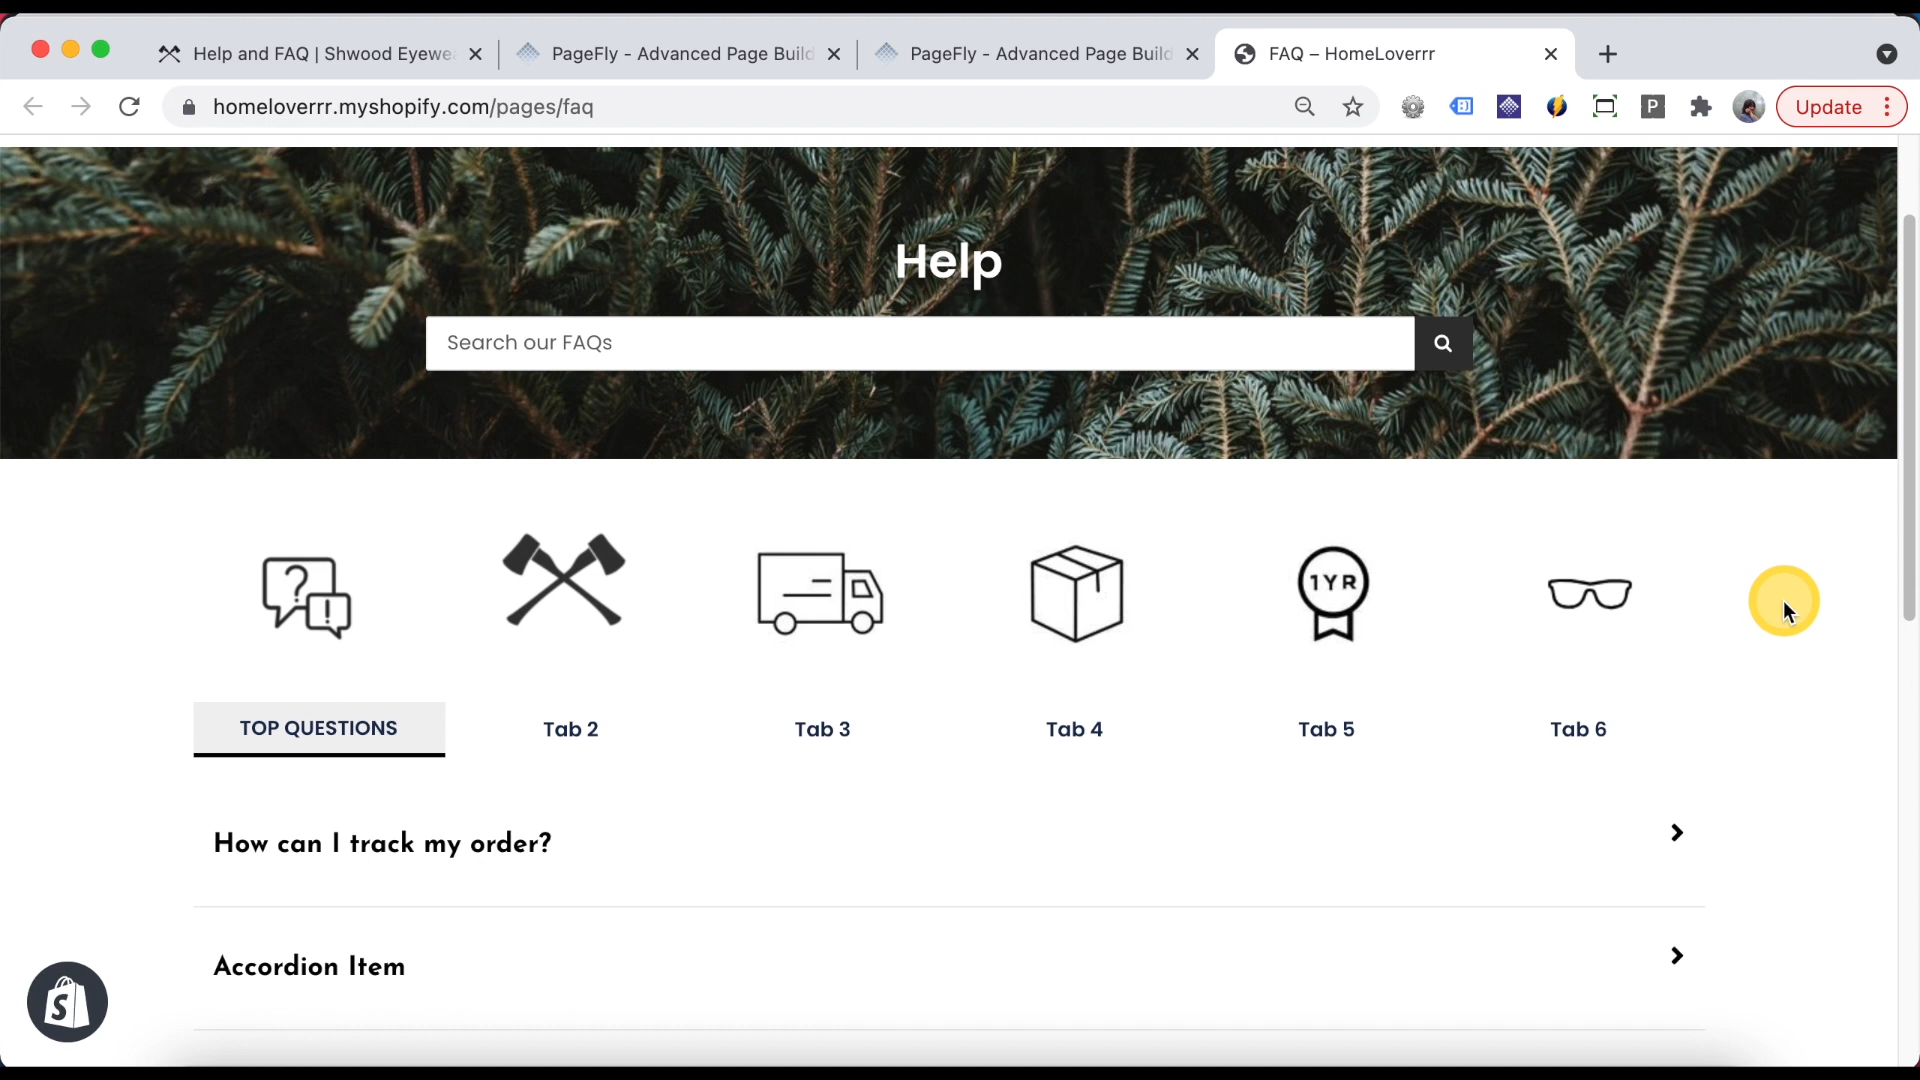 Help and FAQ | Shwood Eyewe
PageFly - Advanced Page Build
PageFly - Advanced Page Build
FAQ – HomeLoverrr
homeloverrr.myshopify.com/pages/faq
P
Update
Help
Search our FAQs
? !
1YR
TOP QUESTIONS
Tab 2
Tab 3
Tab 4
Tab 5
Tab 6
How can I track my order?
Accordion Item
S